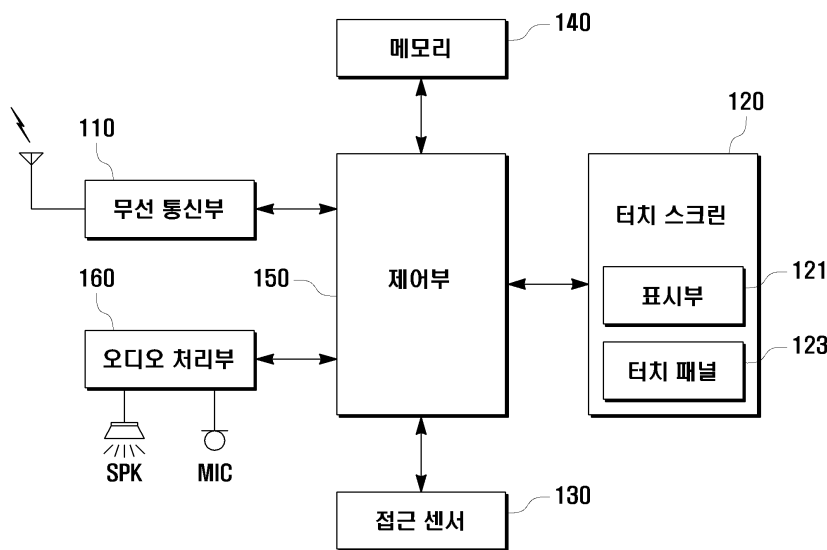 140
메모리
120
110
무선 통신부
터치 스크린
150
제어부
121
표시부
160
오디오 처리부
123
터치 패널
SPK
MIC
130
접근 센서